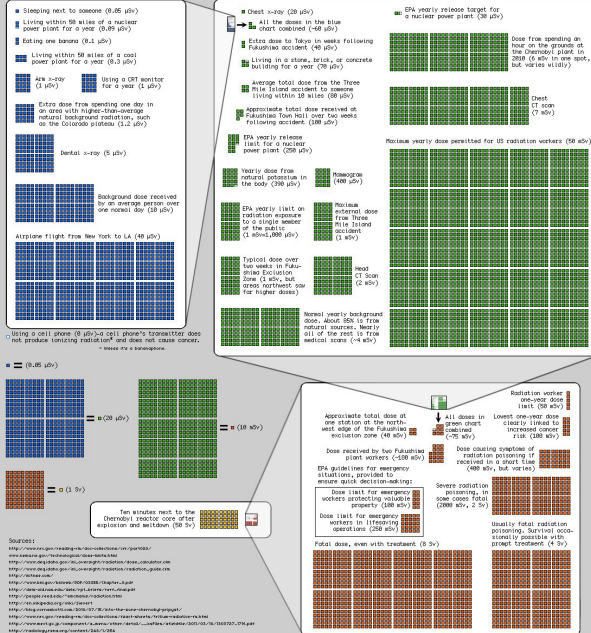 Sleeping next to someone (0.05 μSv)
Living within 50 miles of a nuclear
power plant for a year (0.09 μSv)
Eating one banana (0.1 μSv)
Living within 50 miles of a coal
power plant for a year (0.3 μSv)
Arm x-ray
(1 μSv)
Using a CRT monitor
for a year (1 μSv)
Extra dose from spending one day in
an area with higher-than-average
natural background radiation, such
as the Colorado plateau (1.2 μSv)
Dental x-ray (5 μSv)
Background dose received
by an average person over
one normal day (10 μSv)
Airplane flight from New York to LA (40 μSv)
Using a cell phone (0 μSv)—a cell phone's transmitter does
not produce ionizing radiation* and does not cause cancer.
* Unless it's a bananaphone.
Chest x-ray (20 μSv)
All the doses in the blue
chart combined (~60 μSv)
Extra dose to Tokyo in weeks following
Fukushima accident (40 μSv)
Living in a stone, brick, or concrete
building for a year (70 μSv)
Average total dose from the Three
Mile Island accident to someone
living within 10 miles (80 μSv)
Approximate total dose received at
Fukushima Town Hall over two weeks
following accident (100 μSv)
EPA yearly release
limit for a nuclear
power plant (250 μSv)
Yearly dose from
natural potassium in
the body (390 μSv)
Mammogram
(400 μSv)
EPA yearly limit on
radiation exposure
to a single member
of the public
(1 mSv=1,000 μSv)
Maximum
external dose
from Three
Mile Island
accident
(1 mSv)
Typical dose over
two weeks in Fuku-
shima Exclusion
Zone (1 mSv, but
areas northwest saw
far higher doses)
Head
CT Scan
(2 mSv)
Normal yearly background
dose. About 85% is from
natural sources. Nearly
all of the rest is from
medical scans (~4 mSv)
EPA yearly release target for
a nuclear power plant (30 μSv)
Dose from spending an
hour on the grounds at
the Chernobyl plant in
2010 (6 mSv in one spot,
but varies wildly)
Chest
CT scan
(7 mSv)
Maximum yearly dose permitted for US radiation workers (50 mSv)
= (0.05 μSv)
= (20 μSv)
= (10 mSv)
= (1 Sv)
Ten minutes next to the
Chernobyl reactor core after
explosion and meltdown (50 Sv)
Radiation worker
one-year dose
limit (50 mSv)
Approximate total dose at
one station at the north-
west edge of the Fukushima
exclusion zone (40 mSv)
All doses in
green chart
combined
(~75 mSv)
Lowest one-year dose
clearly linked to
increased cancer
risk (100 mSv)
Dose received by two Fukushima
plant workers (~180 mSv)
Dose causing symptoms of
radiation poisoning if
received in a short time
(400 mSv, but varies)
EPA guidelines for emergency
situations, provided to
ensure quick decision-making:
Dose limit for emergency
workers protecting valuable
property (100 mSv)
Dose limit for emergency
workers in lifesaving
operations (250 mSv)
Severe radiation
poisoning, in
some cases fatal
(2000 mSv, 2 Sv)
Usually fatal radiation
poisoning. Survival occa-
sionally possible with
prompt treatment (4 Sv)
Fatal dose, even with treatment (8 Sv)
Sources: